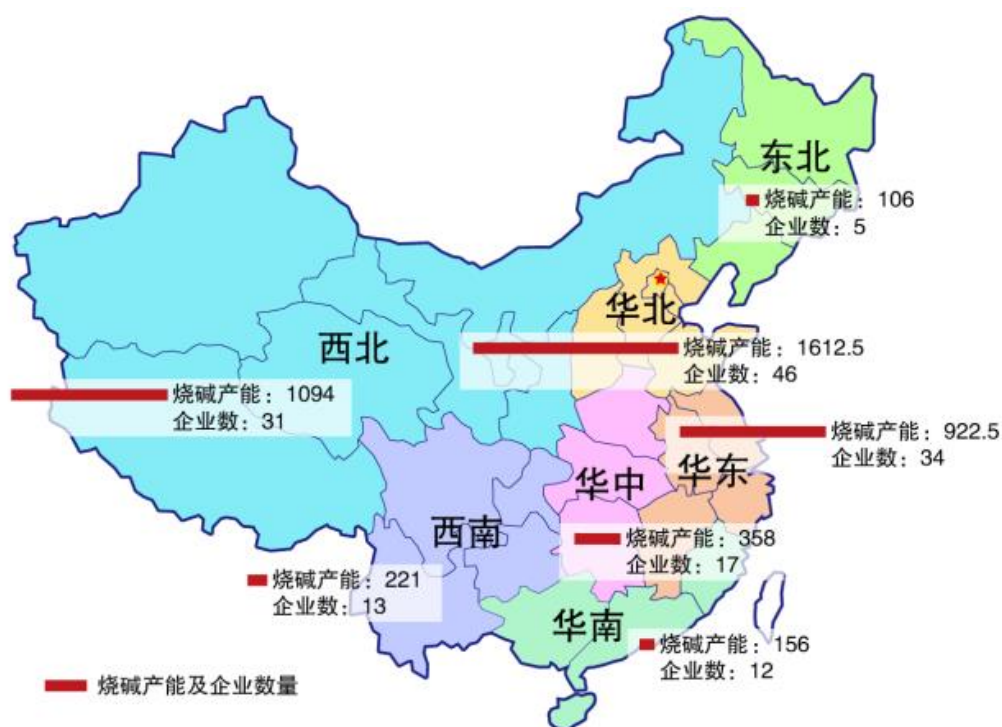 东北
烧碱产能：106
企业数：5
华北
西北
烧碱产能：1612.5
企业数：46
烧碱产能：1094
企业数：31
烧碱产能：922.5
企业数：34
华东
华中
西南
烧碱产能：358
企业数：17
烧碱产能：221
企业数：13
华南
烧碱产能：156
企业数：12
烧碱产能及企业数量